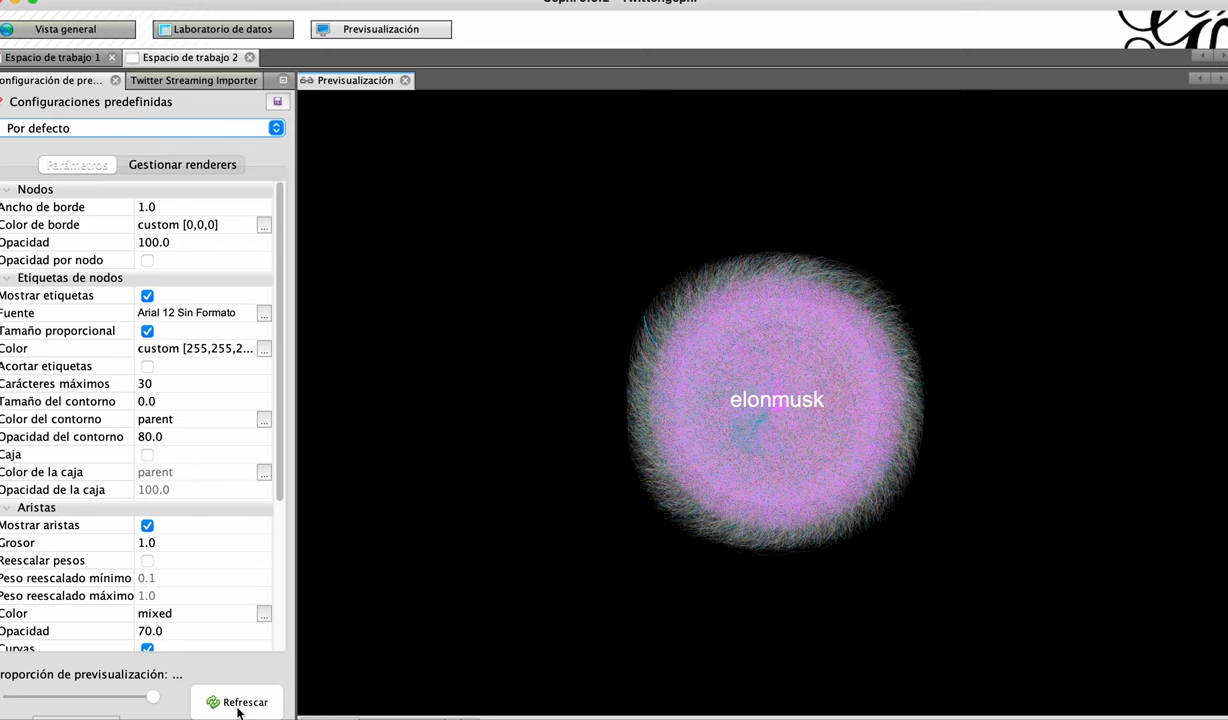 Vista general
Laboratorio de datos
Previsualización
Espacio de trabajo 1
Espacio de trabajo 2
onfiguración de pre...
Twitter Streaming Importer
Previsualización
Configuraciones predefinidas
Por defecto
Parámetros
Gestionar renderers
Nodos
Ancho de borde 1.0
Color de borde custom [0,0,0] ...
Opacidad 100.0
Opacidad por nodo
Etiquetas de nodos
Mostrar etiquetas
Fuente Arial 12 Sin Formato ...
Tamaño proporcional
Color custom [255,255,2... ...
Acortar etiquetas
Carácteres máximos 30
Tamaño del contorno 0.0
Color del contorno parent ...
Opacidad del contorno 80.0
Caja
Color de la caja parent ...
Opacidad de la caja 100.0
Aristas
Mostrar aristas
Grosor 1.0
Reescalar pesos
Peso reescalado mínimo 0.1
Peso reescalado máximo 1.0
Color mixed ...
Opacidad 70.0
Curvas
roporción de previsualización: ...
Refrescar
elonmusk